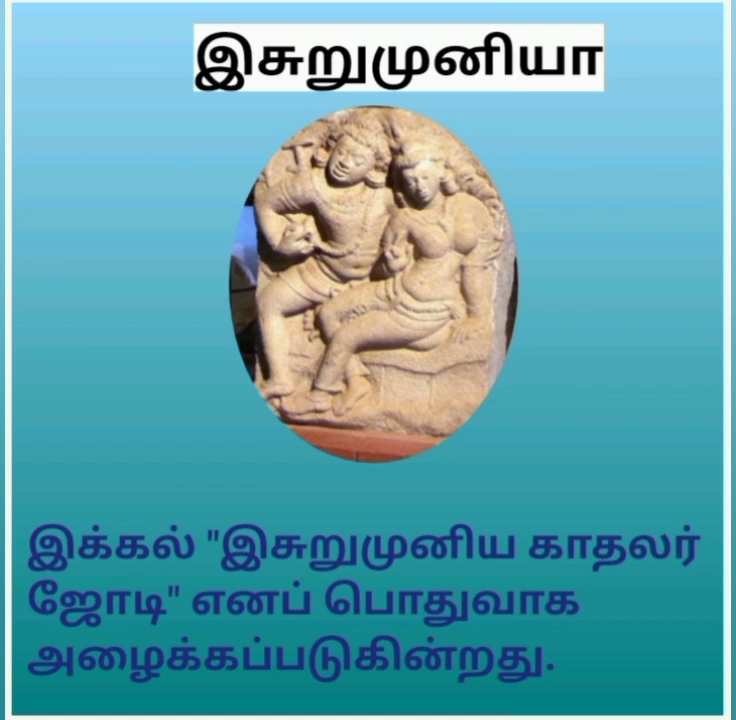 இசுறுமுனியா
இக்கல் "இசுறுமுனிய காதலர்
ஜோடி" எனப் பொதுவாக
அழைக்கப்படுகின்றது.